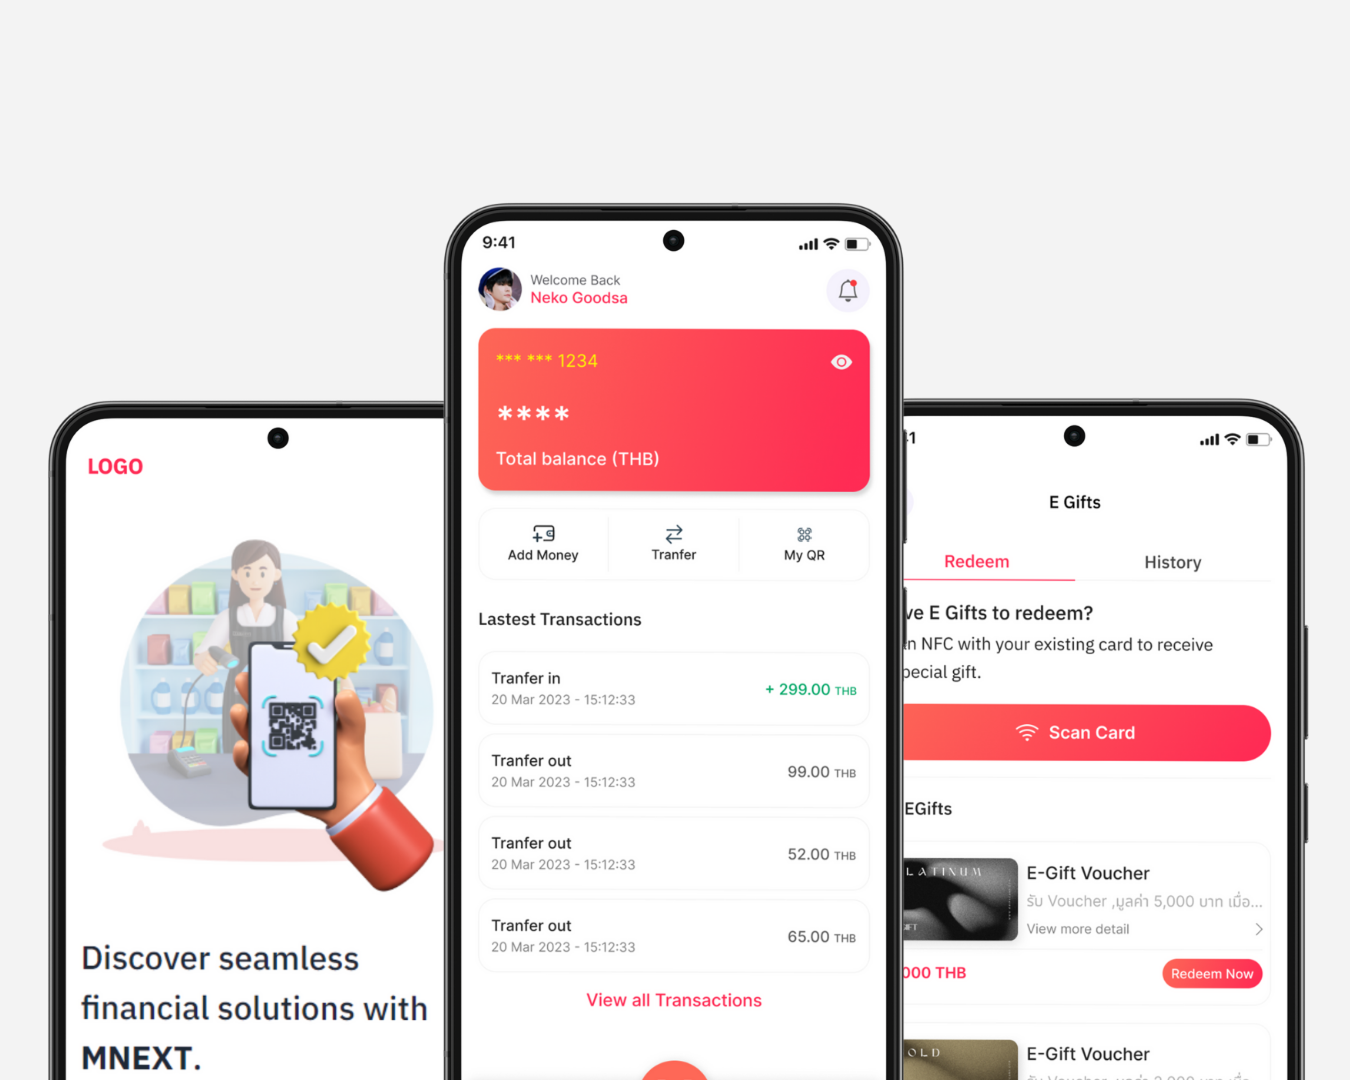 LOGO
Discover seamless
financial solutions with
MNEXT.
9:41
Welcome Back
Neko Goodsa
*** *** 1234
****
Total balance (THB)
Add Money
Tranfer
My QR
Lastest Transactions
Tranfer in
20 Mar 2023 - 15:12:33
+ 299.00 THB
Tranfer out
20 Mar 2023 - 15:12:33
99.00 THB
Tranfer out
20 Mar 2023 - 15:12:33
52.00 THB
Tranfer out
20 Mar 2023 - 15:12:33
65.00 THB
View all Transactions
E Gifts
Redeem
History
ve E Gifts to redeem?
n NFC with your existing card to receive
pecial gift.
Scan Card
EGifts
LATINUM
E-Gift Voucher
รับ Voucher ,มูลค่า 5,000 บาท เมื่อ...
View more detail
000 THB
Redeem Now
OLD
E-Gift Voucher